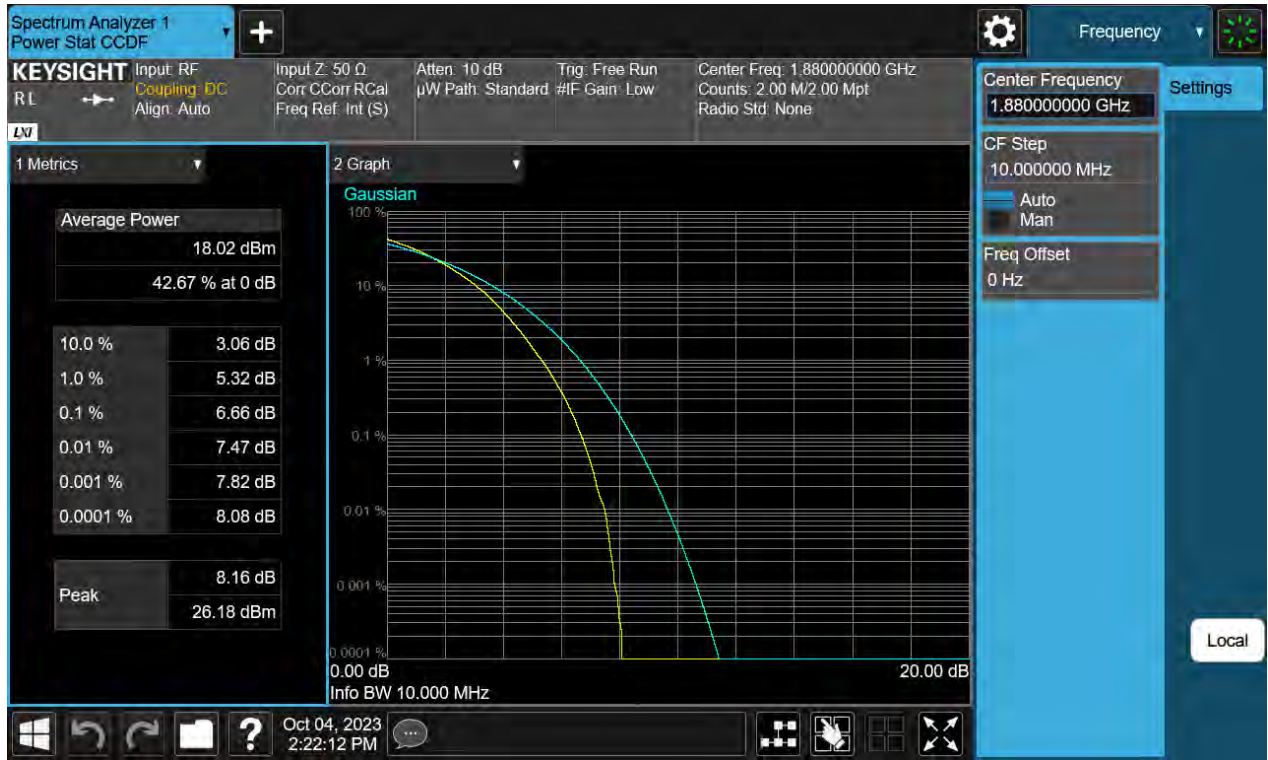 Spectrum Analyzer 1
Power Stat CCDF
+
Frequency
KEYSIGHT
RL
LXI
Input: RF
Coupling: DC
Align: Auto
Input Z: 50 Ω
Corr CCorr RCal
Freq Ref: Int (S)
Atten: 10 dB
µW Path: Standard
Trig: Free Run
#IF Gain: Low
Center Freq: 1.880000000 GHz
Counts: 2.00 M/2.00 Mpt
Radio Std: None
Center Frequency
1.880000000 GHz
Settings
CF Step
10.000000 MHz
Auto
Man
Freq Offset
0 Hz
1 Metrics
Average Power
18.02 dBm
42.67 % at 0 dB
10.0 % 3.06 dB
1.0 % 5.32 dB
0.1 % 6.66 dB
0.01 % 7.47 dB
0.001 % 7.82 dB
0.0001 % 8.08 dB
Peak
8.16 dB
26.18 dBm
2 Graph
Gaussian
100 %
10 %
1 %
0.1 %
0.01 %
0.001 %
0.0001 %
0.00 dB 20.00 dB
Info BW 10.000 MHz
Local
?
Oct 04, 2023
2:22:12 PM